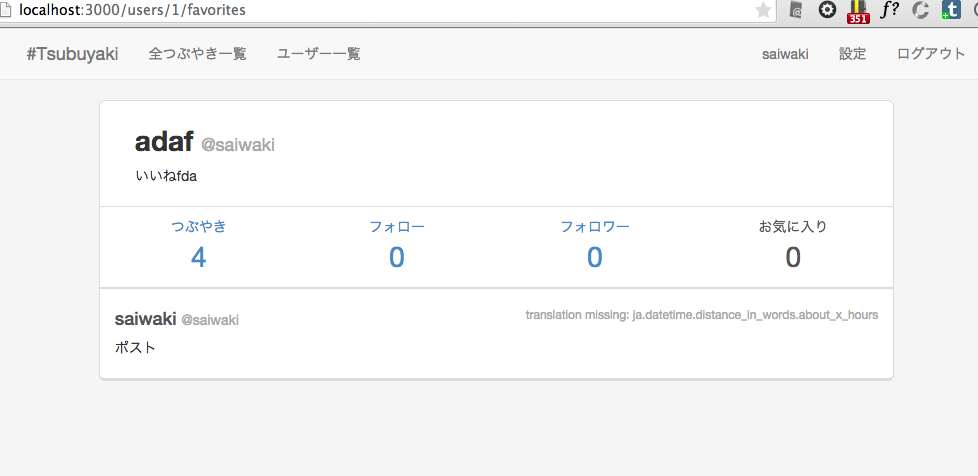 localhost:3000/users/1/favorites
351
f?
t
#Tsubuyaki 全つぶやき一覧 ユーザー一覧 saiwaki 設定 ログアウト
adaf @saiwaki
いいねfda
つぶやき フォロー フォロワー お気に入り
4 0 0 0
saiwaki @saiwaki translation missing: ja.datetime.distance_in_words.about_x_hours
ポスト